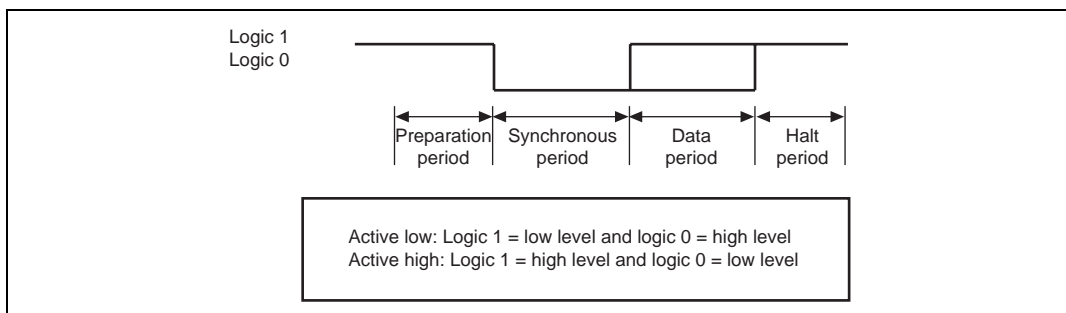 Logic 1
Logic 0
Preparation period
Synchronous period
Data period
Halt period
Active low: Logic 1 = low level and logic 0 = high level
Active high: Logic 1 = high level and logic 0 = low level